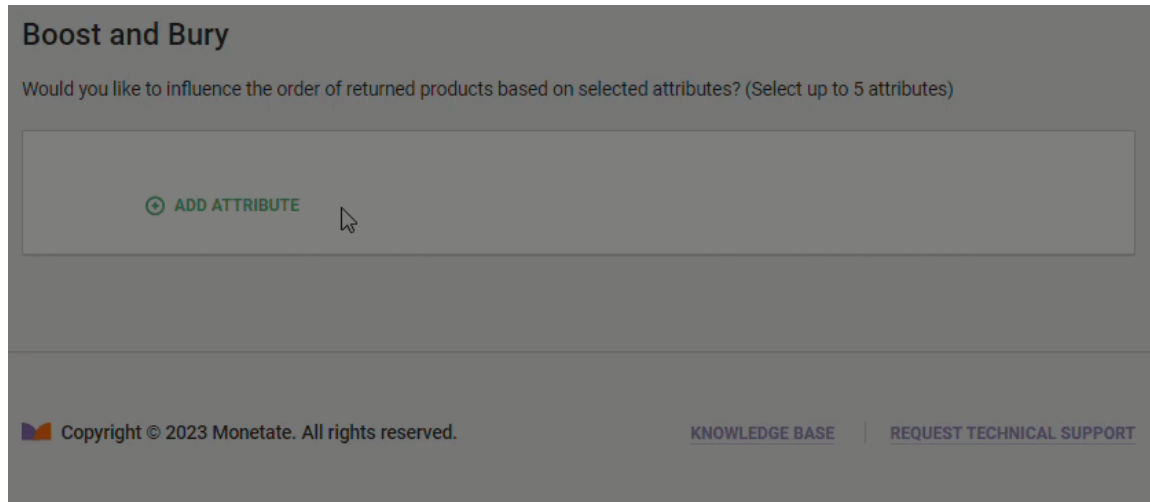 Boost and Bury
Would you like to influence the order of returned products based on selected attributes? (Select up to 5 attributes)
ADD ATTRIBUTE
Copyright © 2023 Monetate. All rights reserved.
KNOWLEDGE BASE
REQUEST TECHNICAL SUPPORT